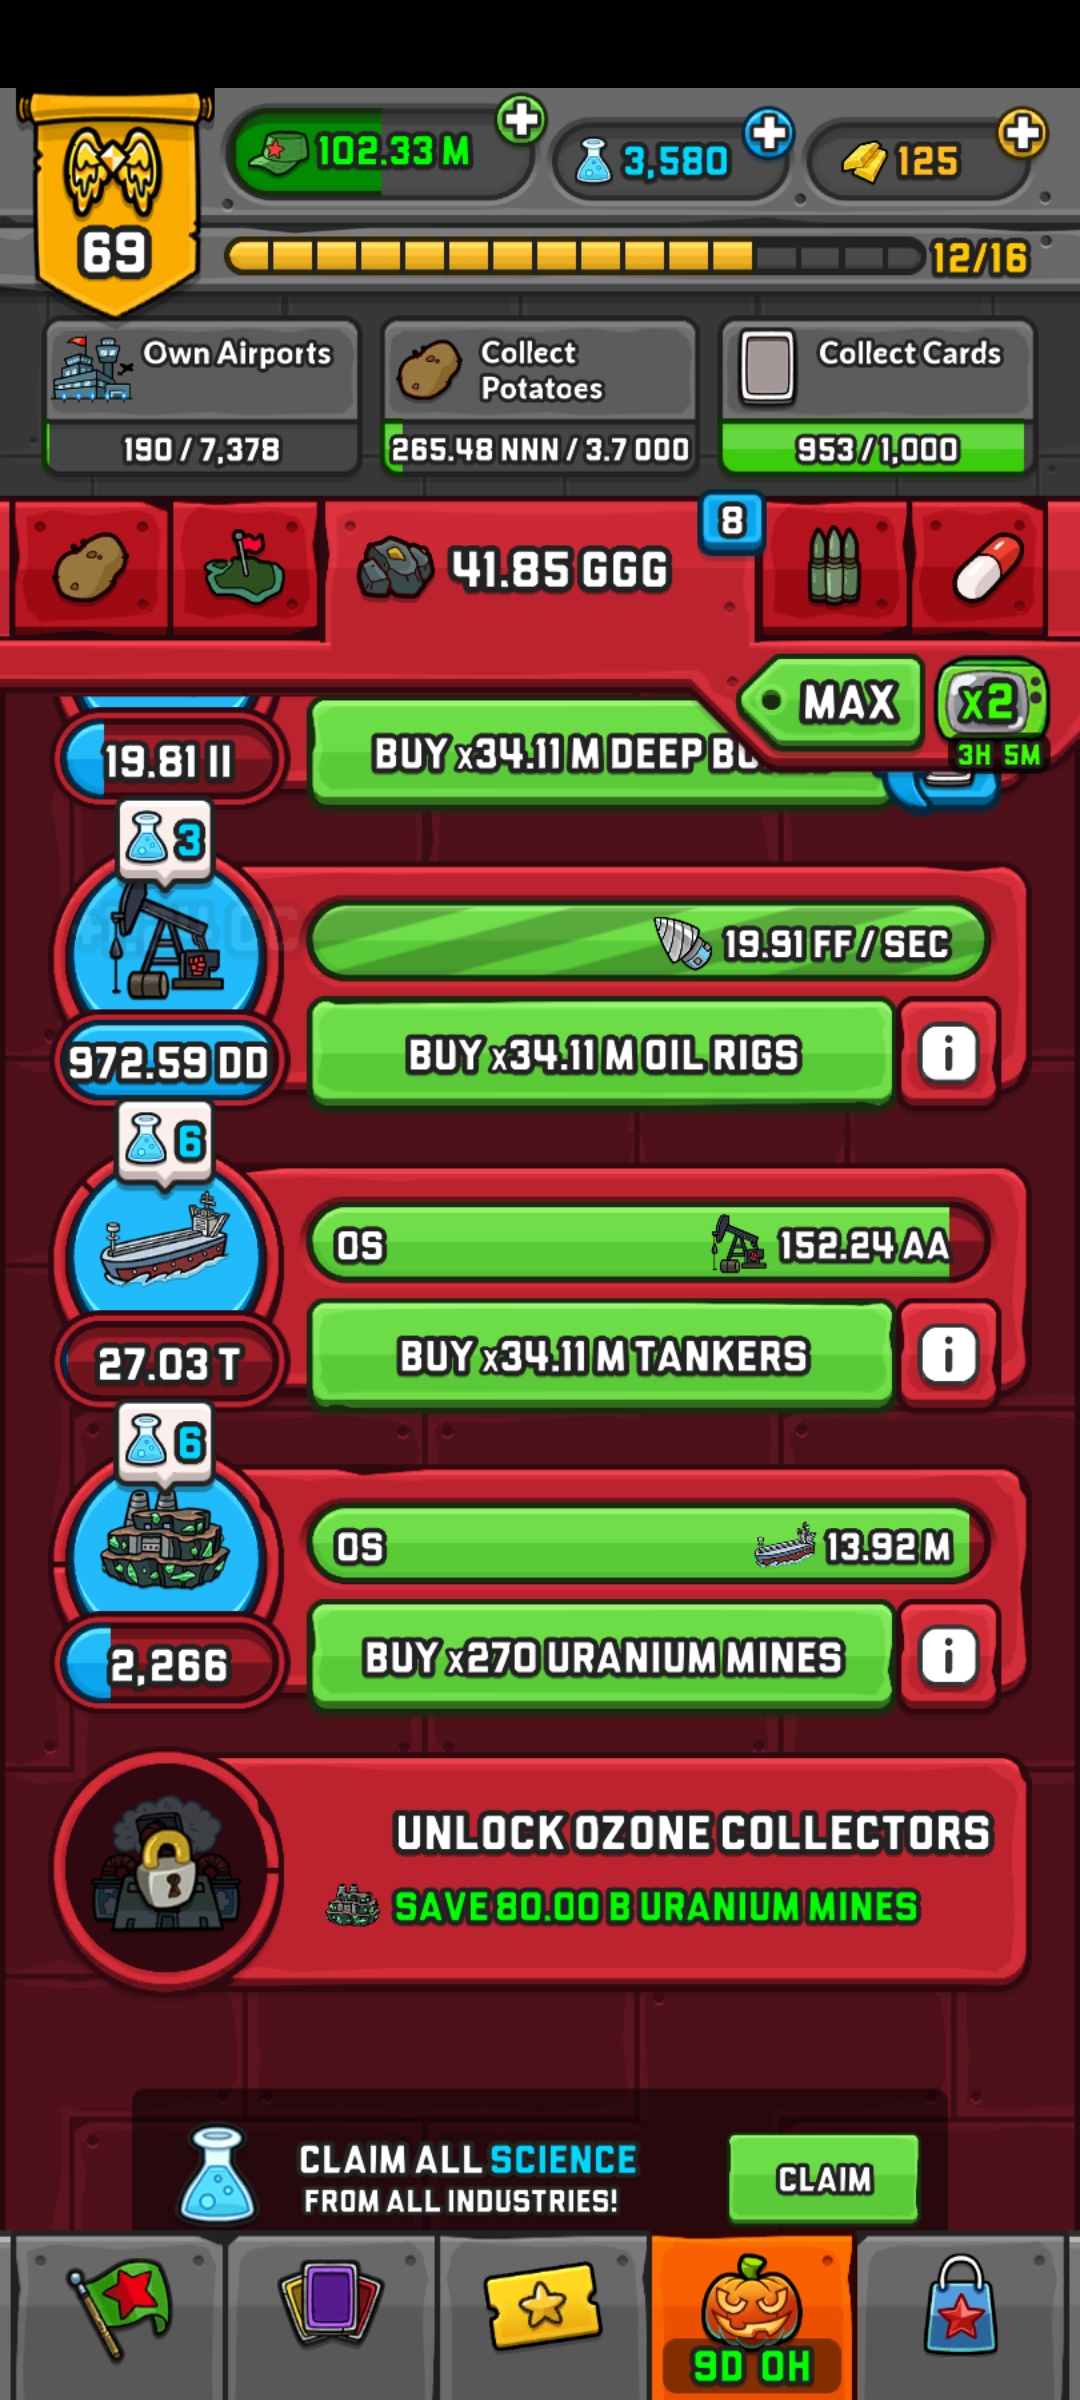 102.33 M
3,580
125
69
12/16
Own Airports
190 / 7,378
Collect
Potatoes
265.48 NNN / 3.7 OOO
Collect Cards
953 / 1,000
41.85 GGG
8
MAX
x2
3H 5M
19.81 II
BUY x34.11 M DEEP
3
19.91 FF / SEC
972.59 DD
BUY x34.11 M OIL RIGS
i
6
0S
152.24 AA
27.03 T
BUY x34.11 M TANKERS
i
6
0S
13.92 M
2,266
BUY x270 URANIUM MINES
i
UNLOCK OZONE COLLECTORS
SAVE 80.00 B URANIUM MINES
CLAIM ALL SCIENCE
FROM ALL INDUSTRIES!
CLAIM
9D 0H